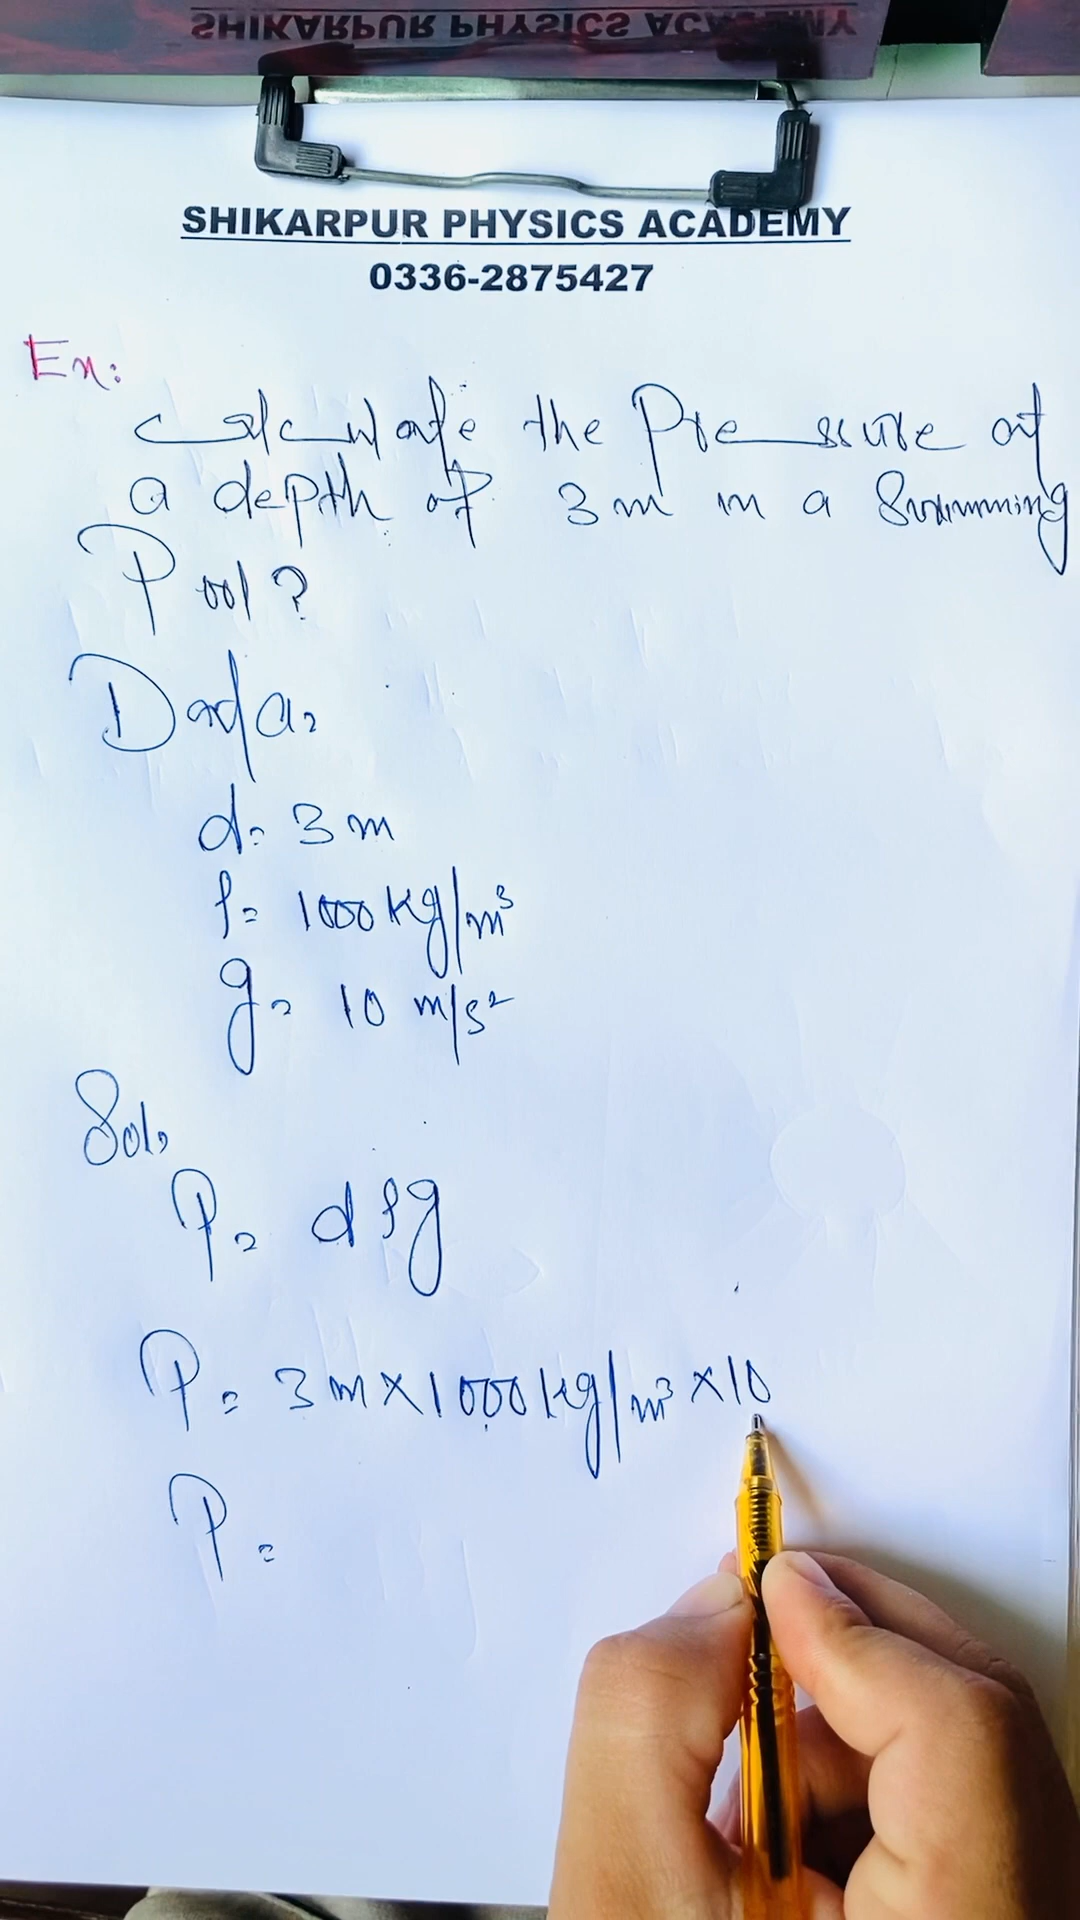 SHIKARPUR PHYSICS ACADEMY
SHIKARPUR PHYSICS ACADEMY
0336-2875427
Ex:
calculate the Pressure at
a depth of 3m in a Swimming
Pool?
Data=
d= 3m
ρ= 1000kg/m³
g= 10 m/s²
Sol=
P= dρg
P= 3m×1000kg/m³×10
P=